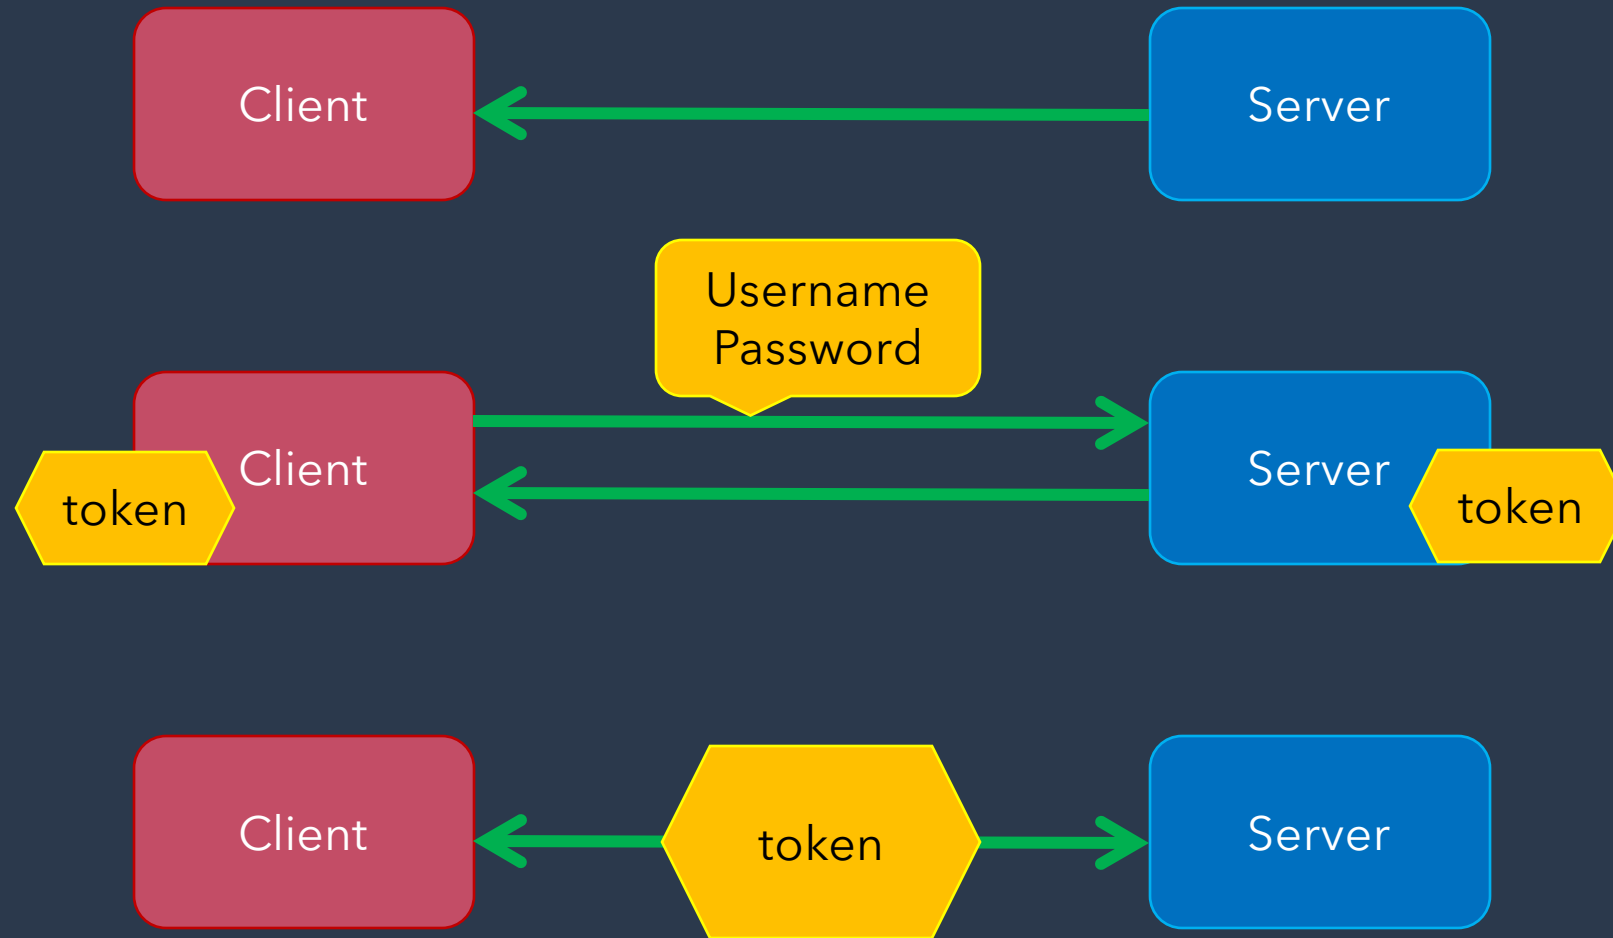 Client
Server
Username
Password
Client
Server
token
token
Client
token
Server